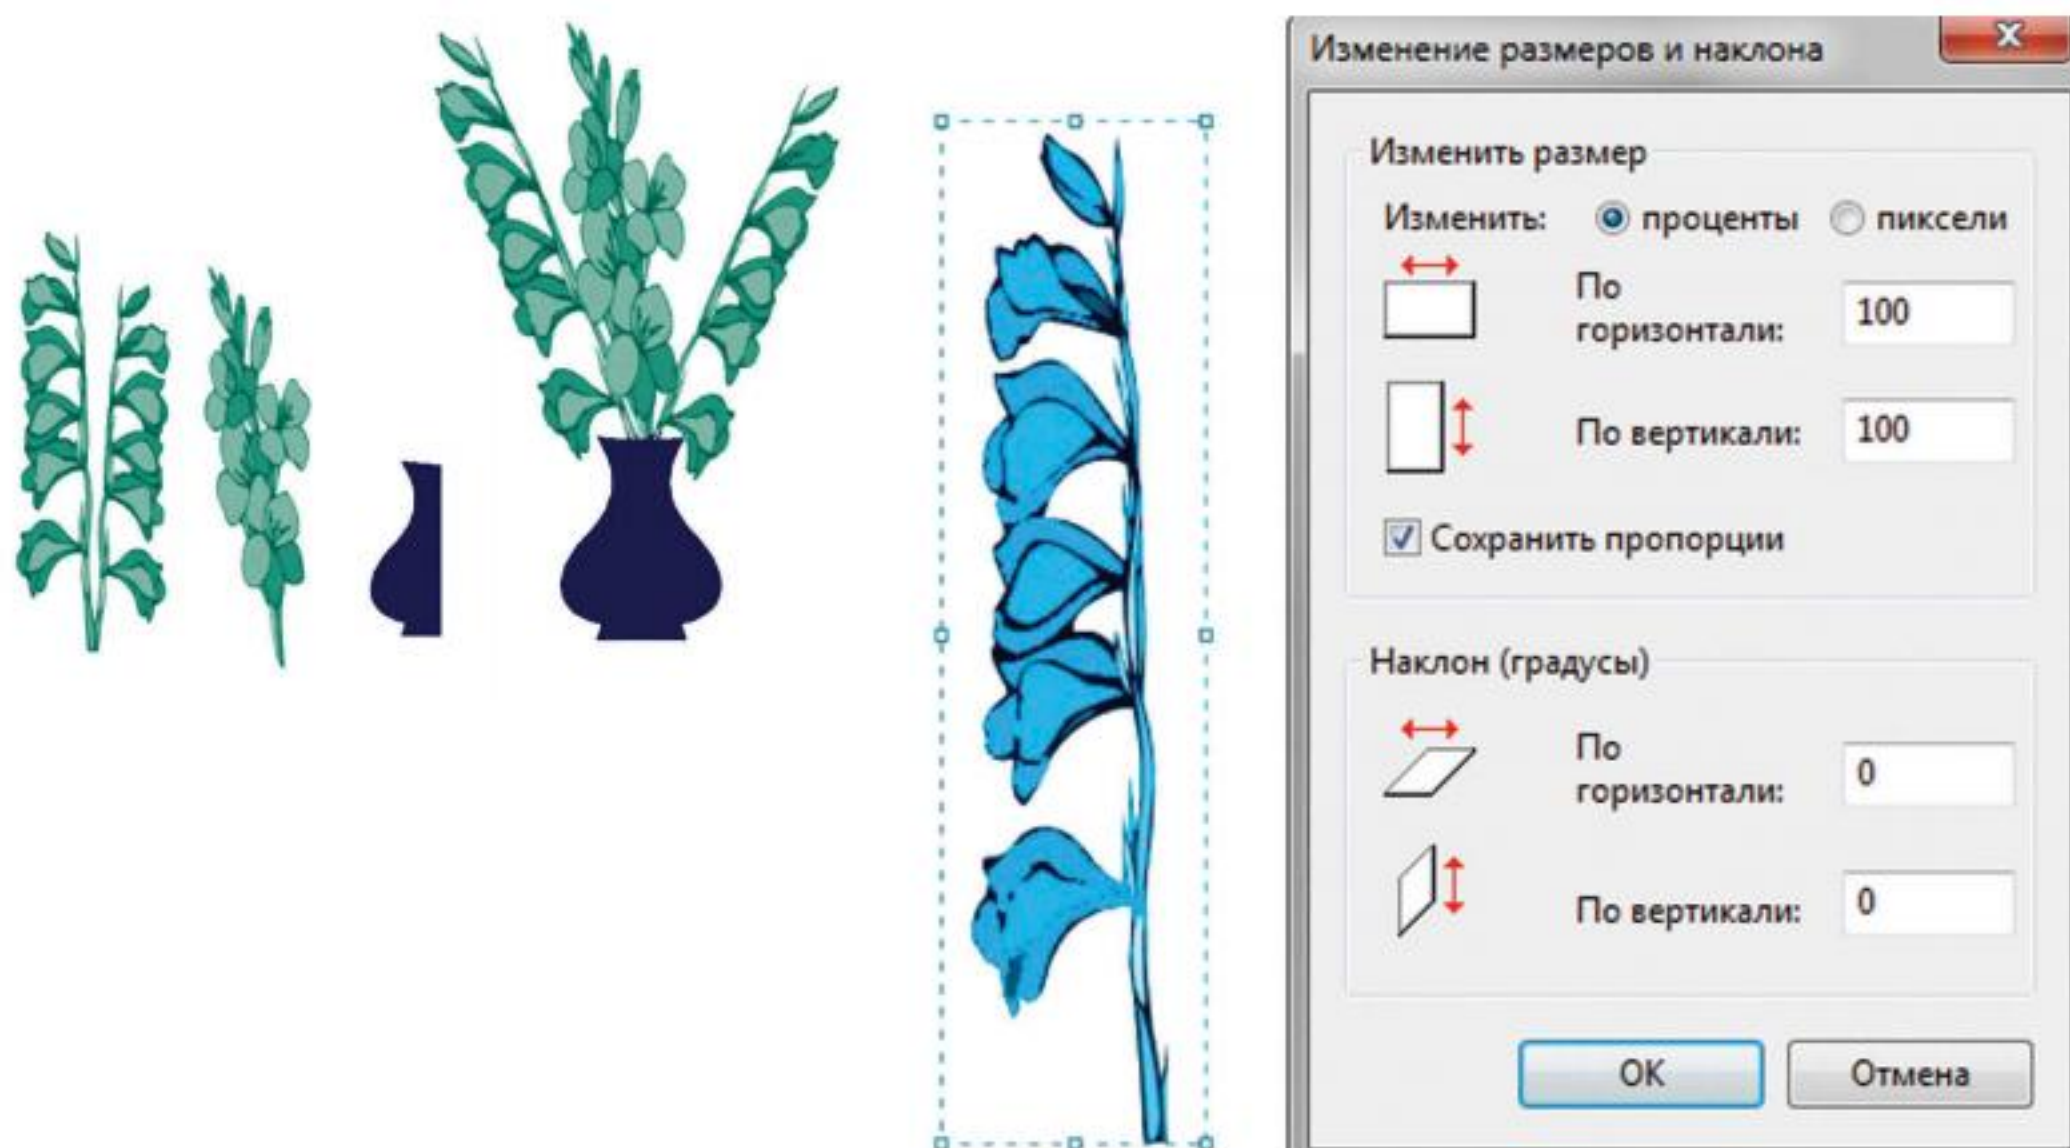 Изменение размеров и наклона
Изменить размер
Изменить: проценты пиксели
По
горизонтали: 100
По вертикали: 100
Сохранить пропорции
Наклон (градусы)
По
горизонтали: 0
По вертикали: 0
ОК Отмена